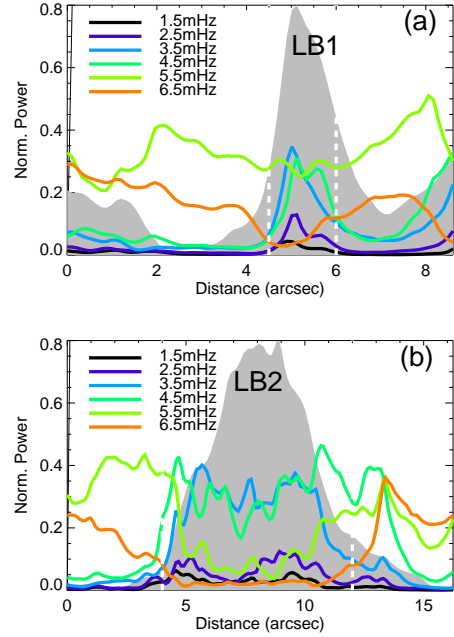 (a)
LB1
1.5mHz
2.5mHz
3.5mHz
4.5mHz
5.5mHz
6.5mHz
Norm. Power
0.8
0.6
0.4
0.2
0.0
0 2 4 6 8
Distance (arcsec)
(b)
LB2
1.5mHz
2.5mHz
3.5mHz
4.5mHz
5.5mHz
6.5mHz
Norm. Power
0.8
0.6
0.4
0.2
0.0
0 5 10 15
Distance (arcsec)